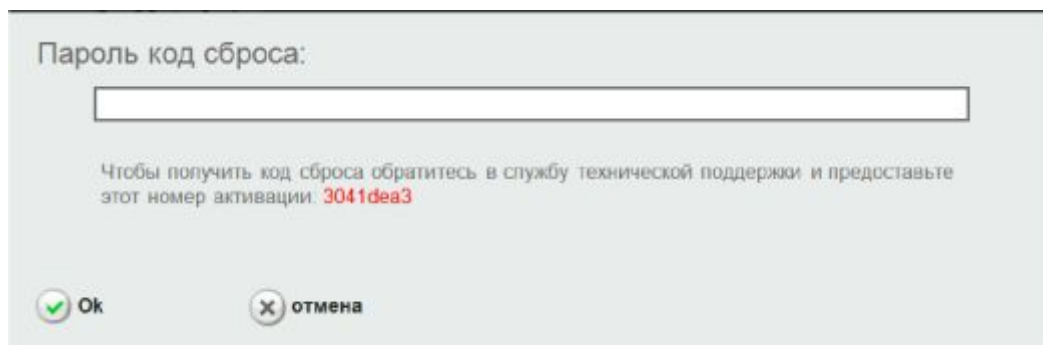 Пароль код сброса:
Чтобы получить код сброса обратитесь в службу технической поддержки и предоставьте
этот номер активации: 3041dea3
Ok
отмена